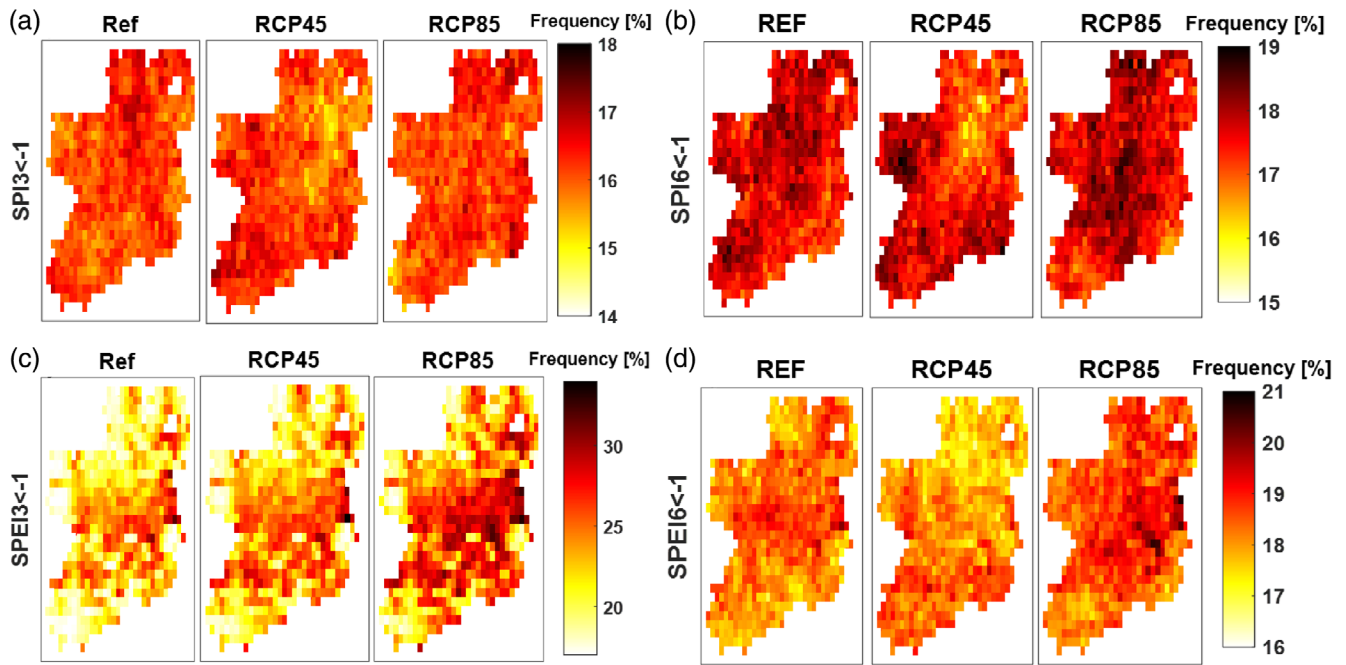 (a) Ref RCP45 RCP85 Frequency [%]
SPI3<-1
18
17
16
15
14
(b) REF RCP45 RCP85 Frequency [%]
SPI6<-1
19
18
17
16
15
(c) Ref RCP45 RCP85 Frequency [%]
SPEI3<-1
30
25
20
(d) REF RCP45 RCP85 Frequency [%]
SPEI6<-1
21
20
19
18
17
16